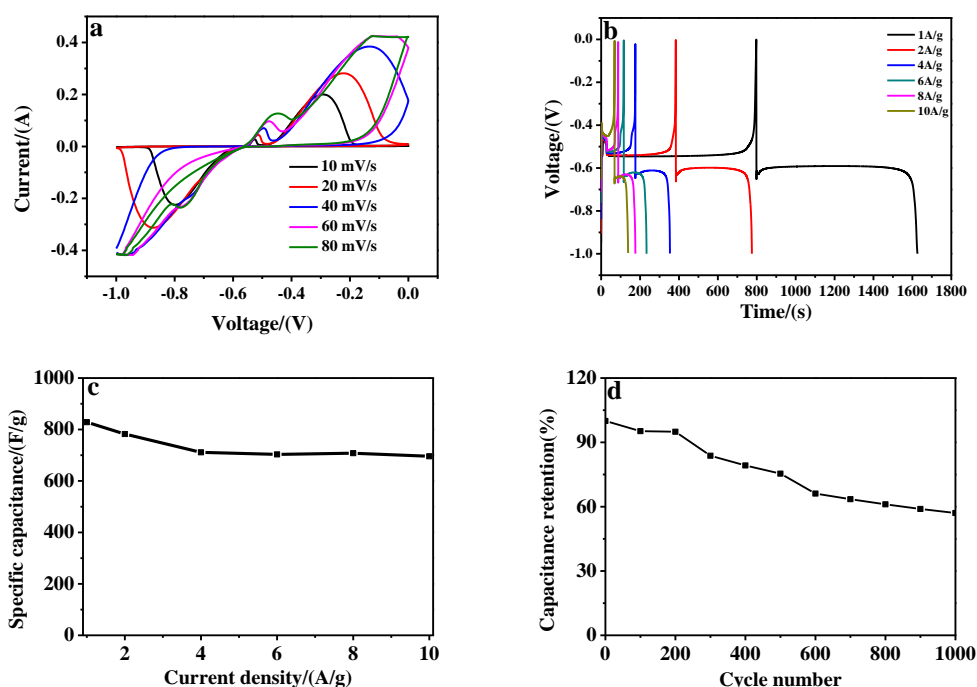 a
0.4
0.2
0.0
-0.2
-0.4
Current/(A)
-1.0 -0.8 -0.6 -0.4 -0.2 0.0
Voltage/(V)
10 mV/s
20 mV/s
40 mV/s
60 mV/s
80 mV/s
b
0.0
-0.2
-0.4
-0.6
-0.8
-1.0
Voltage/(V)
0 200 400 600 800 1000 1200 1400 1600 1800
Time/(s)
1A/g
2A/g
4A/g
6A/g
8A/g
10A/g
c
1000
800
600
400
200
0
Specific capacitance/(F/g)
2 4 6 8 10
Current density/(A/g)
d
120
90
60
30
0
Capacitance retention(%)
0 200 400 600 800 1000
Cycle number